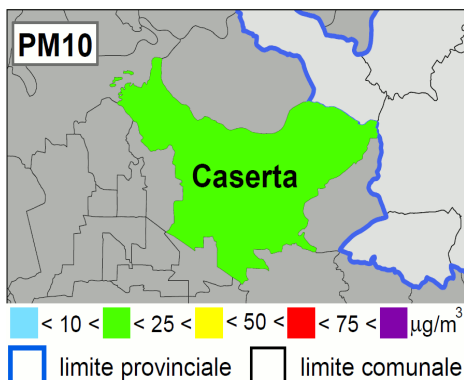 PM10
Caserta
< 10 < < 25 < < 50 < < 75 < μg/m³
limite provinciale limite comunale